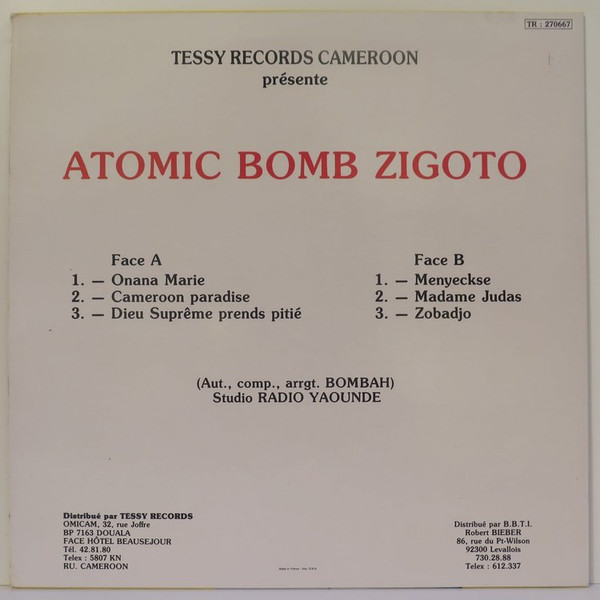 TR : 270667
TESSY RECORDS CAMEROON
présente
ATOMIC BOMB ZIGOTO
Face A
1. — Onana Marie
2. — Cameroon paradise
3. — Dieu Suprême prends pitié
Face B
1. — Menyeckse
2. — Madame Judas
3. — Zobadjo
(Aut., comp., arrgt. BOMBAH)
Studio RADIO YAOUNDE
Distribué par TESSY RECORDS
OMICAM, 32, rue Joffre
BP 7163 DOUALA
FACE HÔTEL BEAUSEJOUR
Tél. 42.81.80
Telex : 5807 KN
RU. CAMEROON
Distribué par B.B.T.I.
Robert BIEBER
86, rue du Pt-Wilson
92300 Levallois
730.28.88
Telex : 612.337